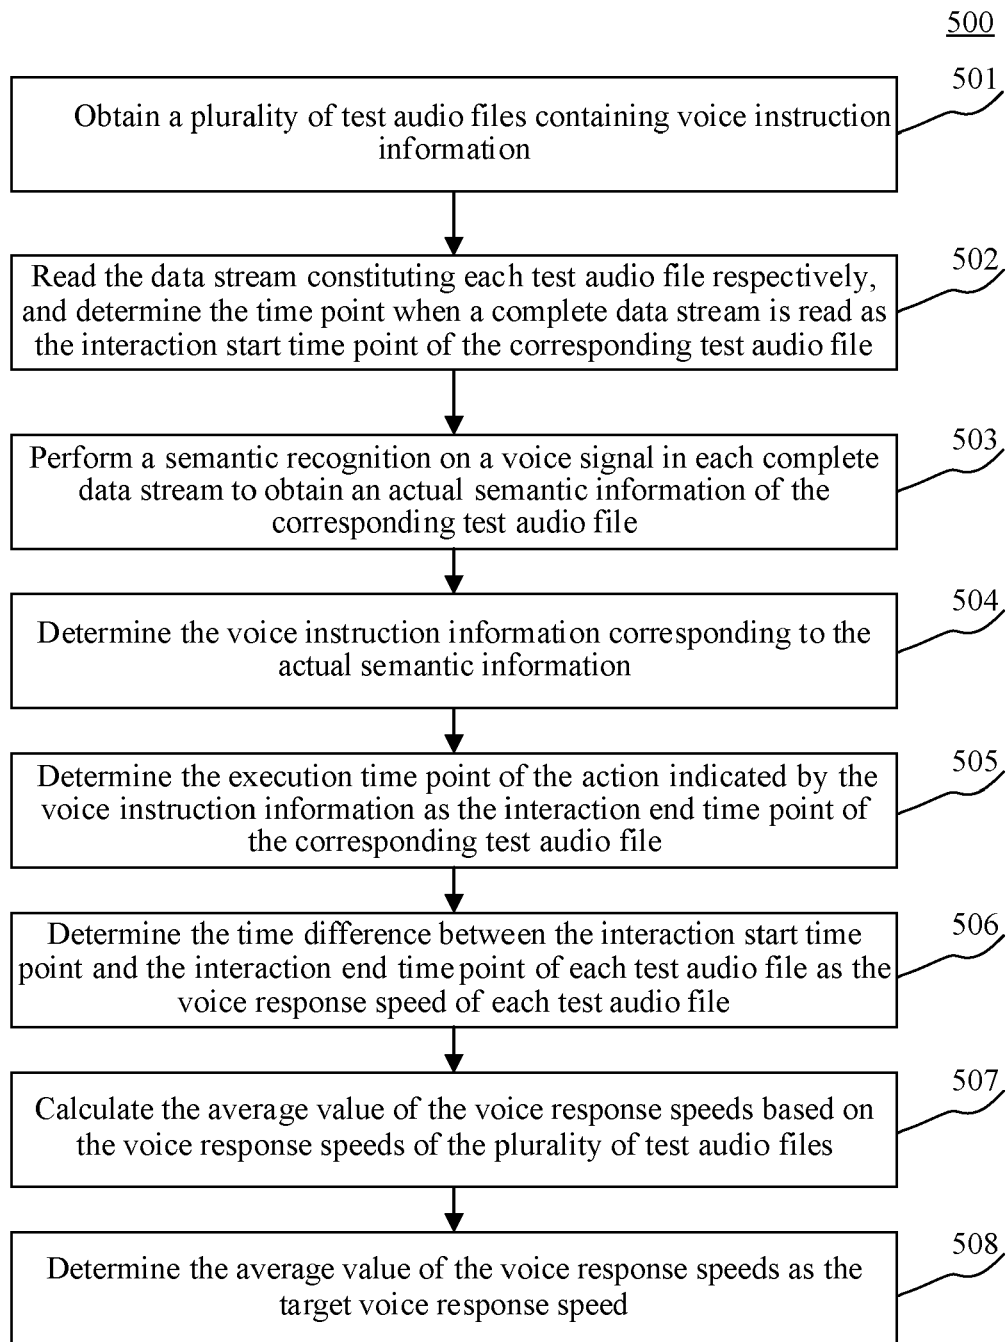 500
501
Obtain a plurality of test audio files containing voice instruction
information
502
Read the data stream constituting each test audio file respectively,
and determine the time point when a complete data stream is read as
the interaction start time point of the corresponding test audio file
503
Perform a semantic recognition on a voice signal in each complete
data stream to obtain an actual semantic information of the
corresponding test audio file
504
Determine the voice instruction information corresponding to the
actual semantic information
505
Determine the execution time point of the action indicated by the
voice instruction information as the interaction end time point of
the corresponding test audio file
506
Determine the time difference between the interaction start time
point and the interaction end time point of each test audio file as the
voice response speed of each test audio file
507
Calculate the average value of the voice response speeds based on
the voice response speeds of the plurality of test audio files
508
Determine the average value of the voice response speeds as the
target voice response speed